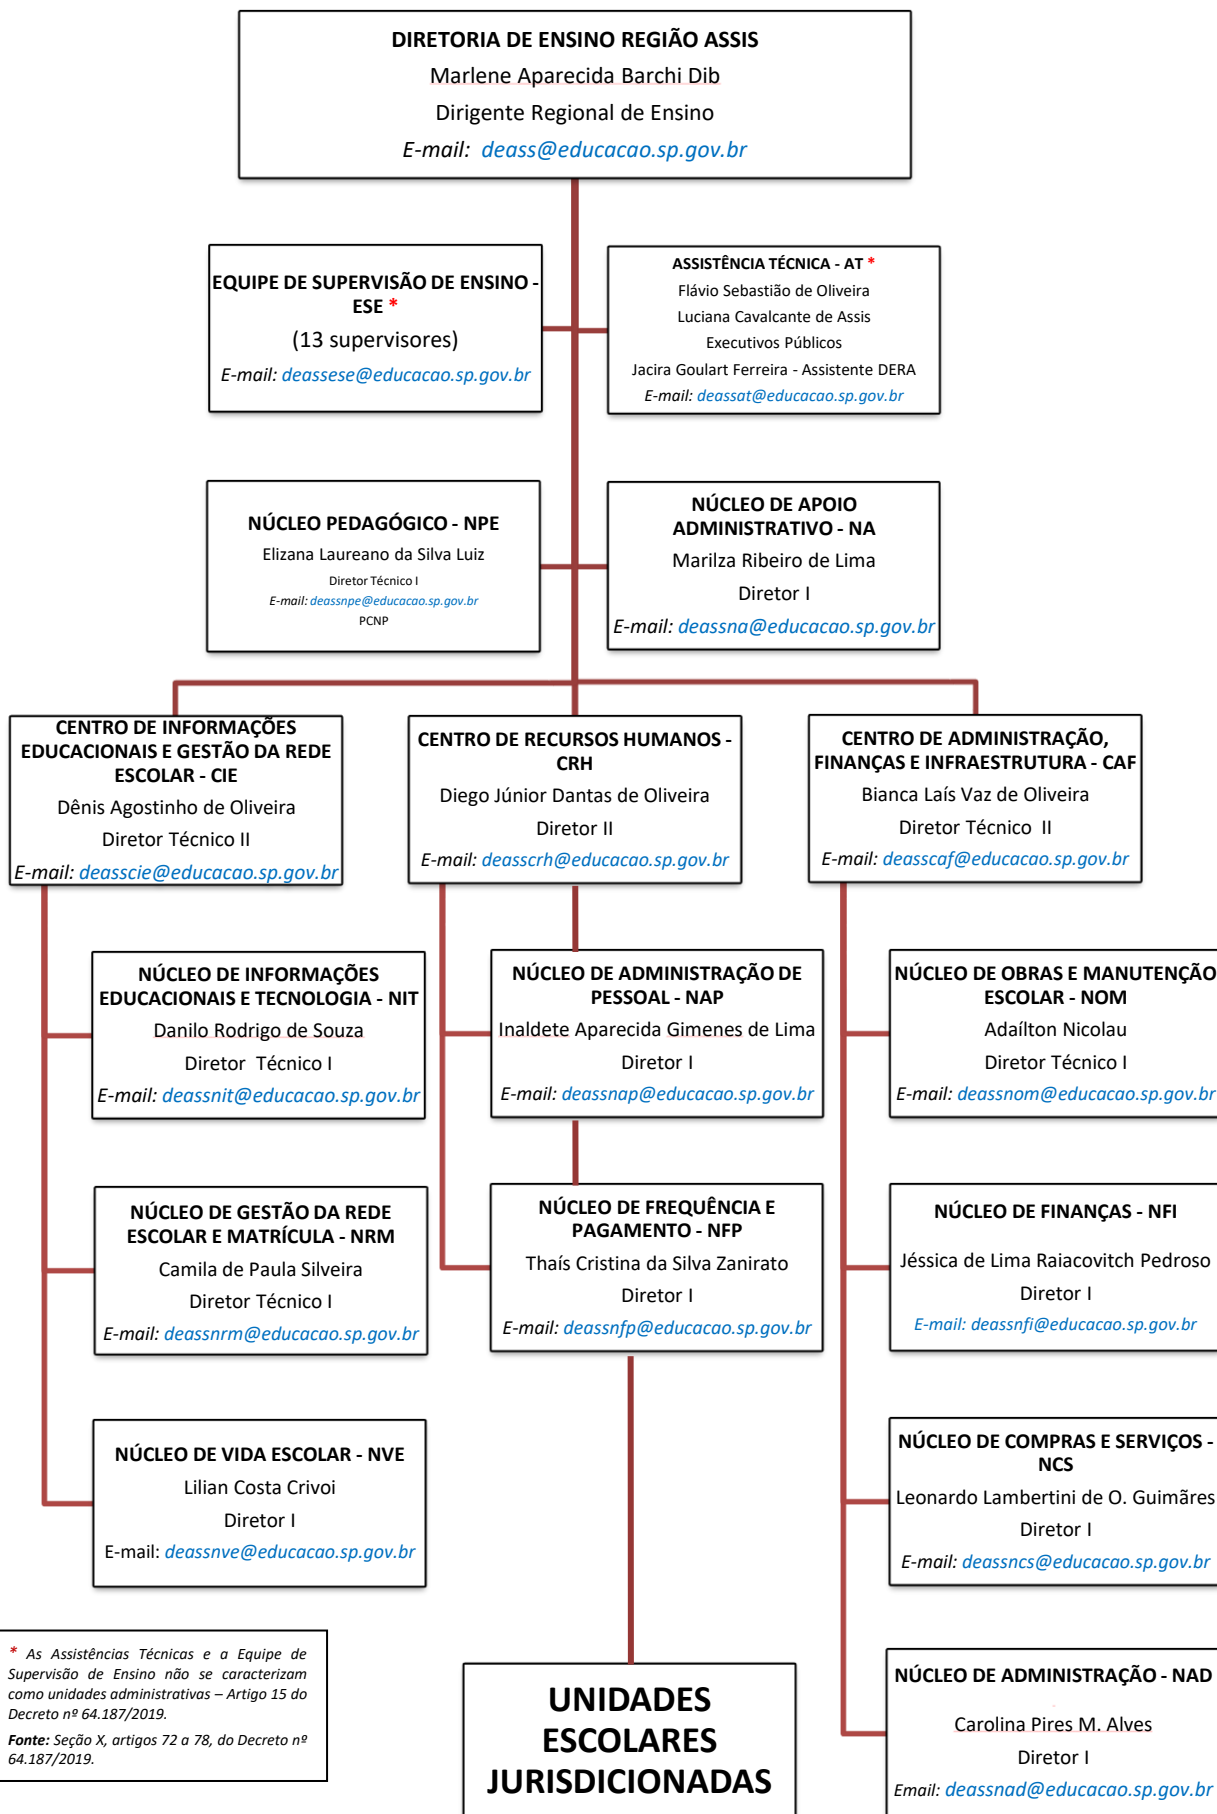 DIRETORIA DE ENSINO REGIÃO ASSIS
Marlene Aparecida Barchi Dib
Dirigente Regional de Ensino
E-mail: deass@educacao.sp.gov.br
EQUIPE DE SUPERVISÃO DE ENSINO -
ESE *
(13 supervisores)
E-mail: deassese@educacao.sp.gov.br
ASSISTÊNCIA TÉCNICA - AT *
Flávio Sebastião de Oliveira
Luciana Cavalcante de Assis
Executivos Públicos
Jacira Goulart Ferreira - Assistente DERA
E-mail: deassat@educacao.sp.gov.br
NÚCLEO PEDAGÓGICO - NPE
Elizana Laureano da Silva Luiz
Diretor Técnico I
E-mail: deassnpe@educacao.sp.gov.br
PCNP
NÚCLEO DE APOIO
ADMINISTRATIVO - NA
Marilza Ribeiro de Lima
Diretor I
E-mail: deassna@educacao.sp.gov.br
CENTRO DE INFORMAÇÕES
EDUCACIONAIS E GESTÃO DA REDE
ESCOLAR - CIE
Dênis Agostinho de Oliveira
Diretor Técnico II
E-mail: deasscie@educacao.sp.gov.br
CENTRO DE RECURSOS HUMANOS -
CRH
Diego Júnior Dantas de Oliveira
Diretor II
E-mail: deasscrh@educacao.sp.gov.br
CENTRO DE ADMINISTRAÇÃO,
FINANÇAS E INFRAESTRUTURA - CAF
Bianca Laís Vaz de Oliveira
Diretor Técnico II
E-mail: deasscaf@educacao.sp.gov.br
NÚCLEO DE INFORMAÇÕES
EDUCACIONAIS E TECNOLOGIA - NIT
Danilo Rodrigo de Souza
Diretor Técnico I
E-mail: deassnit@educacao.sp.gov.br
NÚCLEO DE ADMINISTRAÇÃO DE
PESSOAL - NAP
Inaldete Aparecida Gimenes de Lima
Diretor I
E-mail: deassnap@educacao.sp.gov.br
NÚCLEO DE OBRAS E MANUTENÇÃO
ESCOLAR - NOM
Adaílton Nicolau
Diretor Técnico I
E-mail: deassnom@educacao.sp.gov.br
NÚCLEO DE GESTÃO DA REDE
ESCOLAR E MATRÍCULA - NRM
Camila de Paula Silveira
Diretor Técnico I
E-mail: deassnrm@educacao.sp.gov.br
NÚCLEO DE FREQUÊNCIA E
PAGAMENTO - NFP
Thaís Cristina da Silva Zanirato
Diretor I
E-mail: deassnfp@educacao.sp.gov.br
NÚCLEO DE FINANÇAS - NFI
Jéssica de Lima Raiacovitch Pedroso
Diretor I
E-mail: deassnfi@educacao.sp.gov.br
NÚCLEO DE VIDA ESCOLAR - NVE
Lilian Costa Crivoi
Diretor I
E-mail: deassnve@educacao.sp.gov.br
NÚCLEO DE COMPRAS E SERVIÇOS -
NCS
Leonardo Lambertini de O. Guimãres
Diretor I
E-mail: deassncs@educacao.sp.gov.br
* As Assistências Técnicas e a Equipe de
Supervisão de Ensino não se caracterizam
como unidades administrativas – Artigo 15 do
Decreto nº 64.187/2019.
Fonte: Seção X, artigos 72 a 78, do Decreto nº
64.187/2019.
UNIDADES
ESCOLARES
JURISDICIONADAS
NÚCLEO DE ADMINISTRAÇÃO - NAD
Carolina Pires M. Alves
Diretor I
Email: deassnad@educacao.sp.gov.br